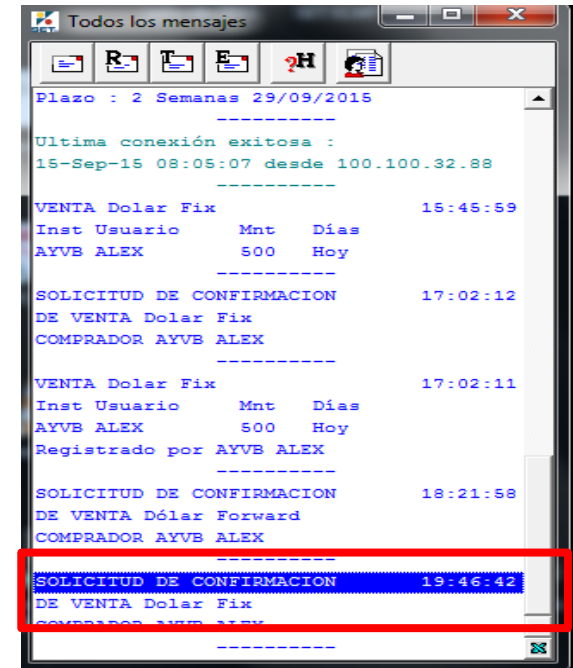 Todos los mensajes
R
T
E
?H
Plazo : 2 Semanas 29/09/2015
----------
Ultima conexión exitosa :
15-Sep-15 08:05:07 desde 100.100.32.88
----------
VENTA Dolar Fix 15:45:59
Inst Usuario Mnt Días
AYVB ALEX 500 Hoy
----------
SOLICITUD DE CONFIRMACION 17:02:12
DE VENTA Dolar Fix
COMPRADOR AYVB ALEX
----------
VENTA Dolar Fix 17:02:11
Inst Usuario Mnt Días
AYVB ALEX 500 Hoy
Registrado por AYVB ALEX
----------
SOLICITUD DE CONFIRMACION 18:21:58
DE VENTA Dólar Forward
COMPRADOR AYVB ALEX
----------
SOLICITUD DE CONFIRMACION 19:46:42
DE VENTA Dolar Fix
COMPRADOR AYVB ALEX
----------